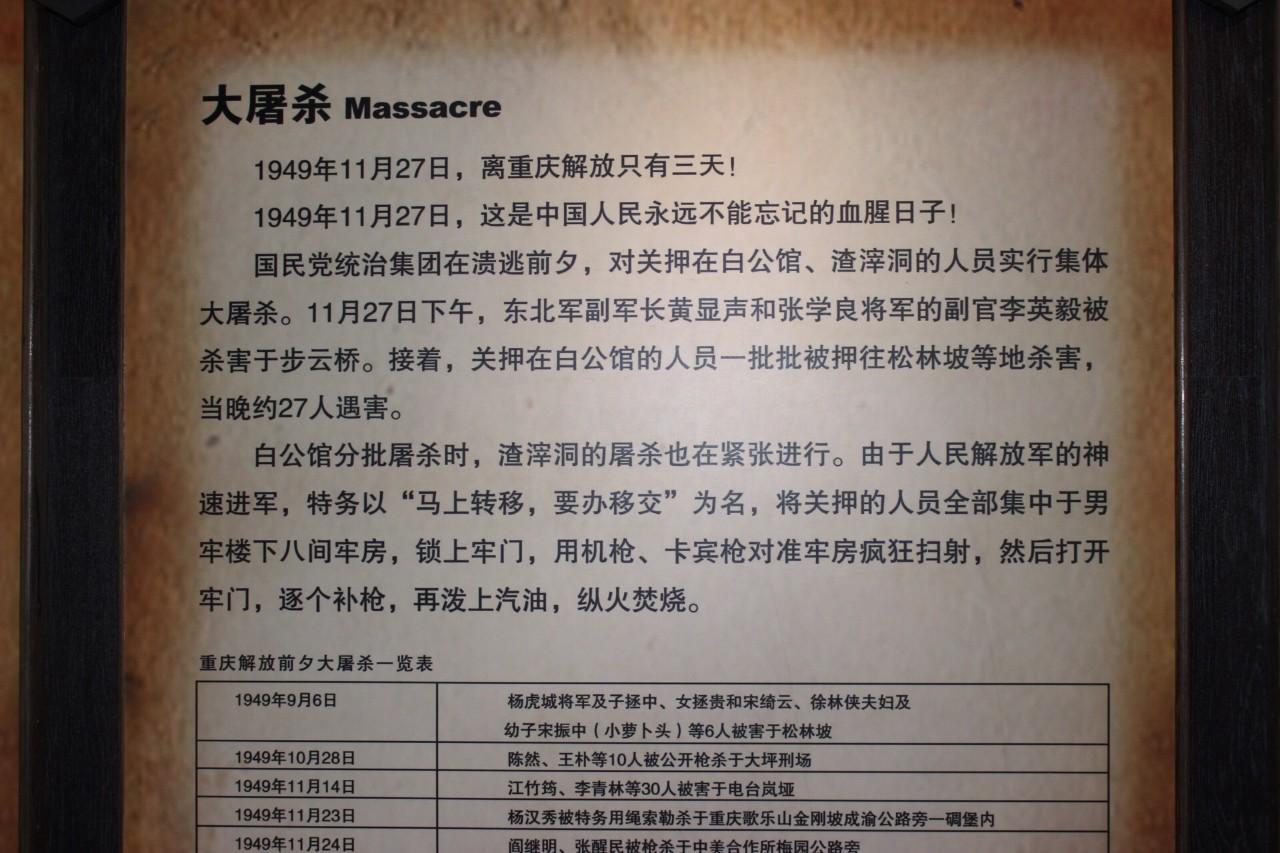 大屠杀 Massacre
1949年11月27日，离重庆解放只有三天！
1949年11月27日，这是中国人民永远不能忘记的血腥日子！
国民党统治集团在溃逃前夕，对关押在白公馆、渣滓洞的人员实行集体
大屠杀。11月27日下午，东北军副军长黄显声和张学良将军的副官李英毅被
杀害于步云桥。接着，关押在白公馆的人员一批批被押往松林坡等地杀害，
当晚约27人遇害。
白公馆分批屠杀时，渣滓洞的屠杀也在紧张进行。由于人民解放军的神
速进军，特务以“马上转移，要办移交”为名，将关押的人员全部集中于男
牢楼下八间牢房，锁上牢门，用机枪、卡宾枪对准牢房疯狂扫射，然后打开
牢门，逐个补枪，再泼上汽油，纵火焚烧。
重庆解放前夕大屠杀一览表
1949年9月6日 杨虎城将军及子拯中、女拯贵和宋绮云、徐林侠夫妇及
幼子宋振中（小萝卜头）等6人被害于松林坡
1949年10月28日 陈然、王朴等10人被公开枪杀于大坪刑场
1949年11月14日 江竹筠、李青林等30人被害于电台岚垭
1949年11月23日 杨汉秀被特务用绳索勒杀于重庆歌乐山金刚坡成渝公路旁一碉堡内
1949年11月24日 阎继明、张醒民被枪杀于中美合作所梅园公路旁